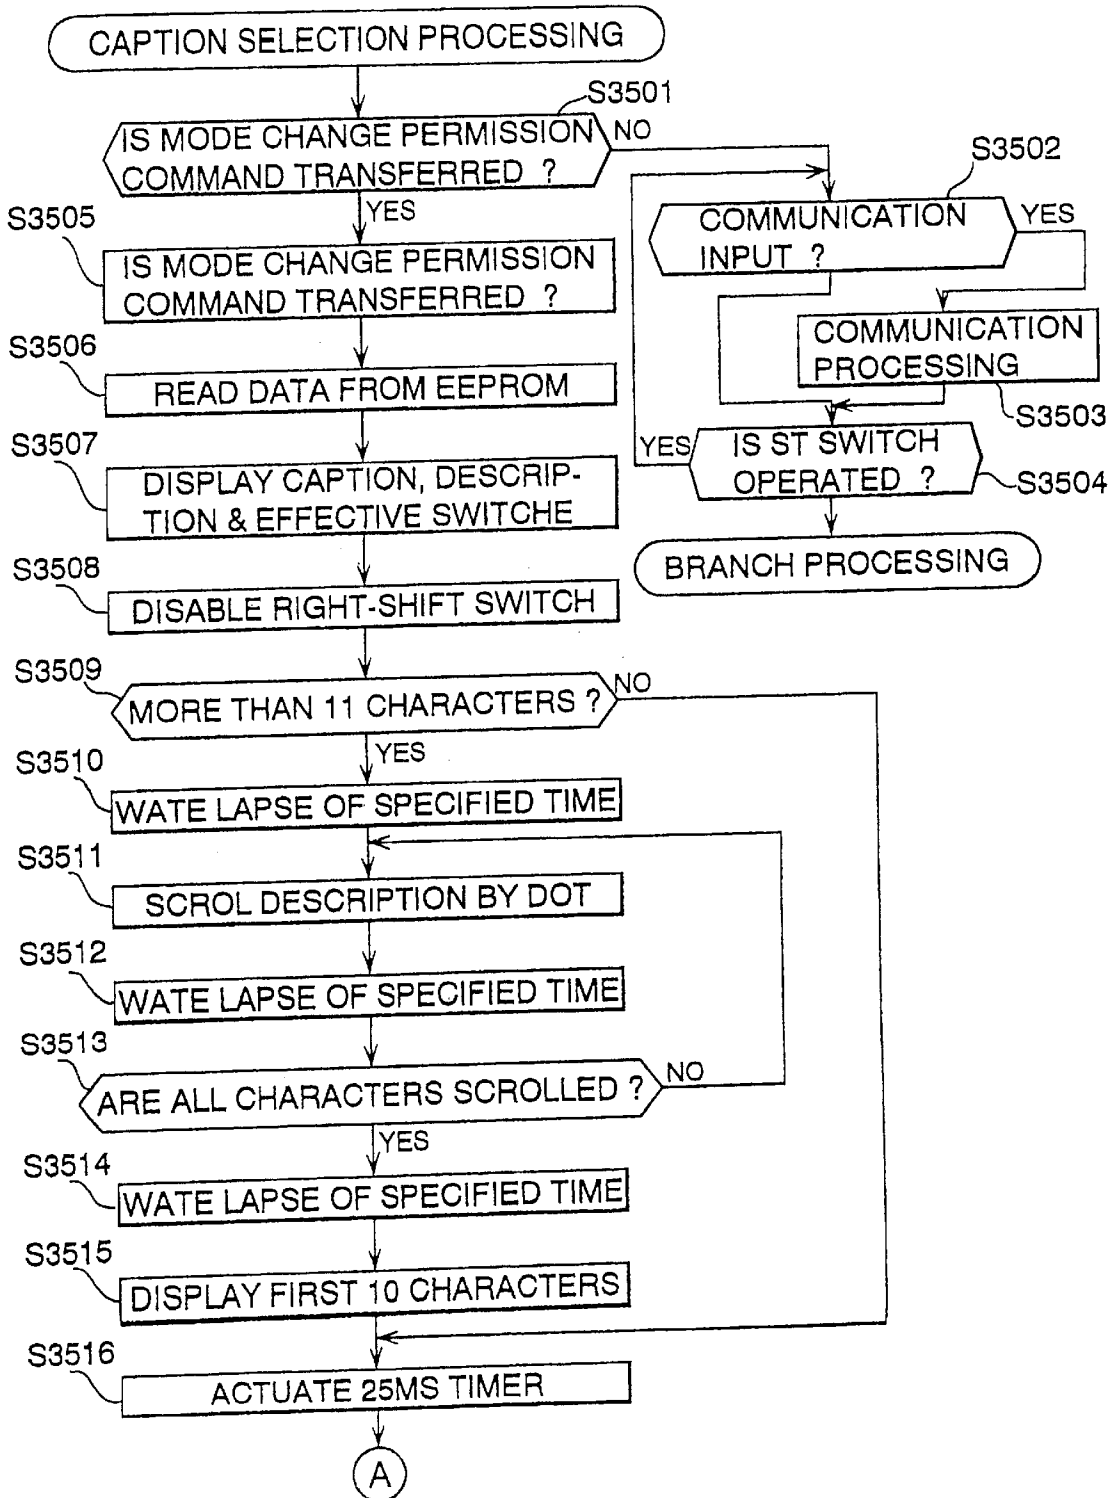 CAPTION SELECTION PROCESSING
S3501
IS MODE CHANGE PERMISSION
COMMAND TRANSFERRED ?
NO
YES
S3502
COMMUNICATION
INPUT ?
YES
COMMUNICATION
PROCESSING
S3503
IS ST SWITCH
OPERATED ?
YES
S3504
BRANCH PROCESSING
S3505
IS MODE CHANGE PERMISSION
COMMAND TRANSFERRED ?
S3506
READ DATA FROM EEPROM
S3507
DISPLAY CAPTION, DESCRIP-
TION & EFFECTIVE SWITCHE
S3508
DISABLE RIGHT-SHIFT SWITCH
S3509
MORE THAN 11 CHARACTERS ?
NO
YES
S3510
WATE LAPSE OF SPECIFIED TIME
S3511
SCROL DESCRIPTION BY DOT
S3512
WATE LAPSE OF SPECIFIED TIME
S3513
ARE ALL CHARACTERS SCROLLED ?
NO
YES
S3514
WATE LAPSE OF SPECIFIED TIME
S3515
DISPLAY FIRST 10 CHARACTERS
S3516
ACTUATE 25MS TIMER
A